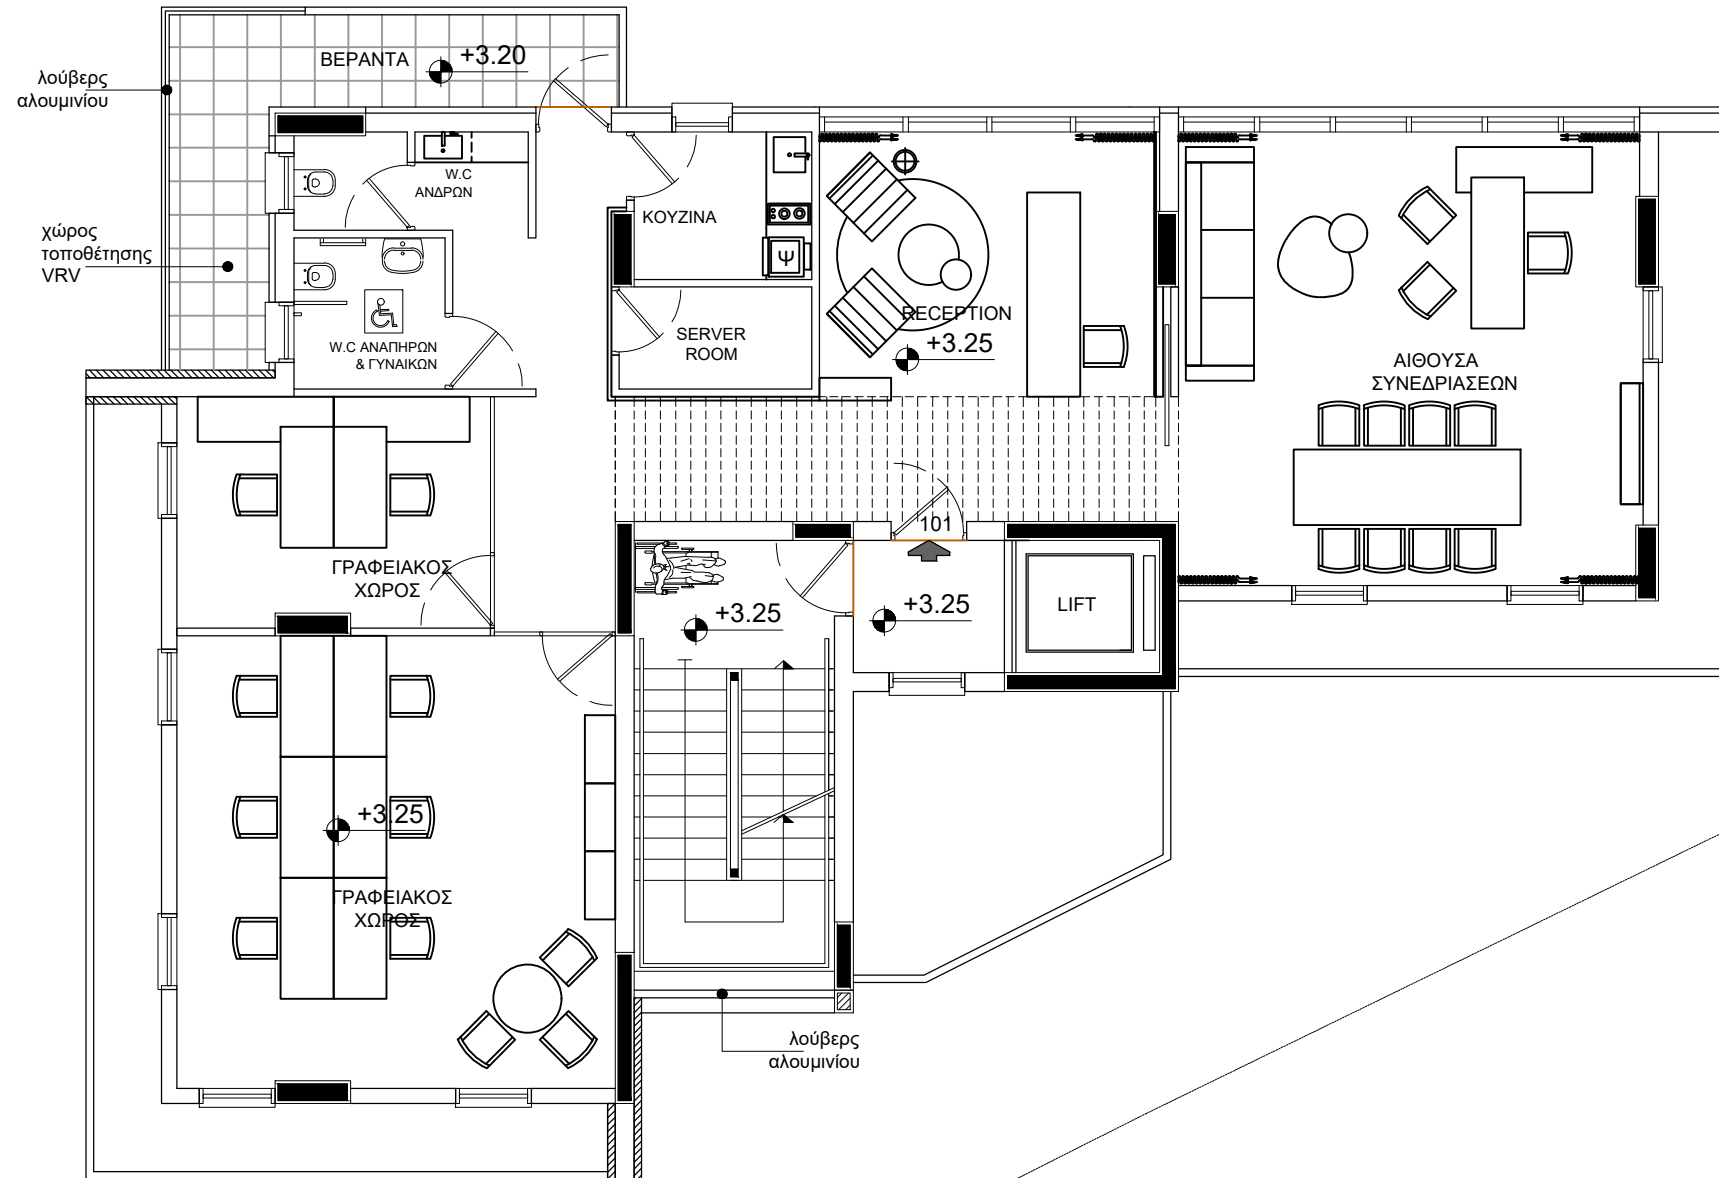 ΒΕΡΑΝΤΑ
+3.20
λούβερς
αλουμινίου
W.C
ΑΝΔΡΩΝ
ΚΟΥΖΙΝΑ
Ψ
χώρος
τοποθέτησης
VRV
W.C ΑΝΑΠΗΡΩΝ
& ΓΥΝΑΙΚΩΝ
SERVER
ROOM
RECEPTION
+3.25
ΑΙΘΟΥΣΑ
ΣΥΝΕΔΡΙΑΣΕΩΝ
101
ΓΡΑΦΕΙΑΚΟΣ
ΧΩΡΟΣ
+3.25
+3.25
LIFT
+3.25
ΓΡΑΦΕΙΑΚΟΣ
ΧΩΡΟΣ
λούβερς
αλουμινίου